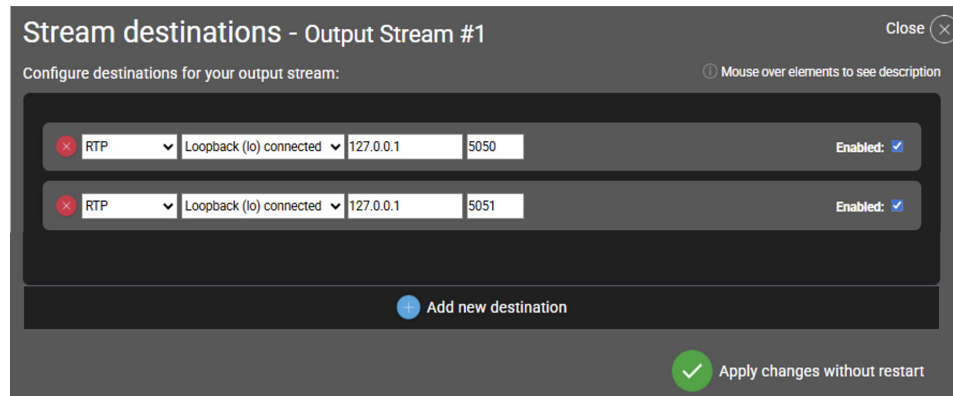 Stream destinations - Output Stream #1
Close
Configure destinations for your output stream:
Mouse over elements to see description
RTP Loopback (lo) connected 127.0.0.1 5050 Enabled:
RTP Loopback (lo) connected 127.0.0.1 5051 Enabled:
Add new destination
Apply changes without restart